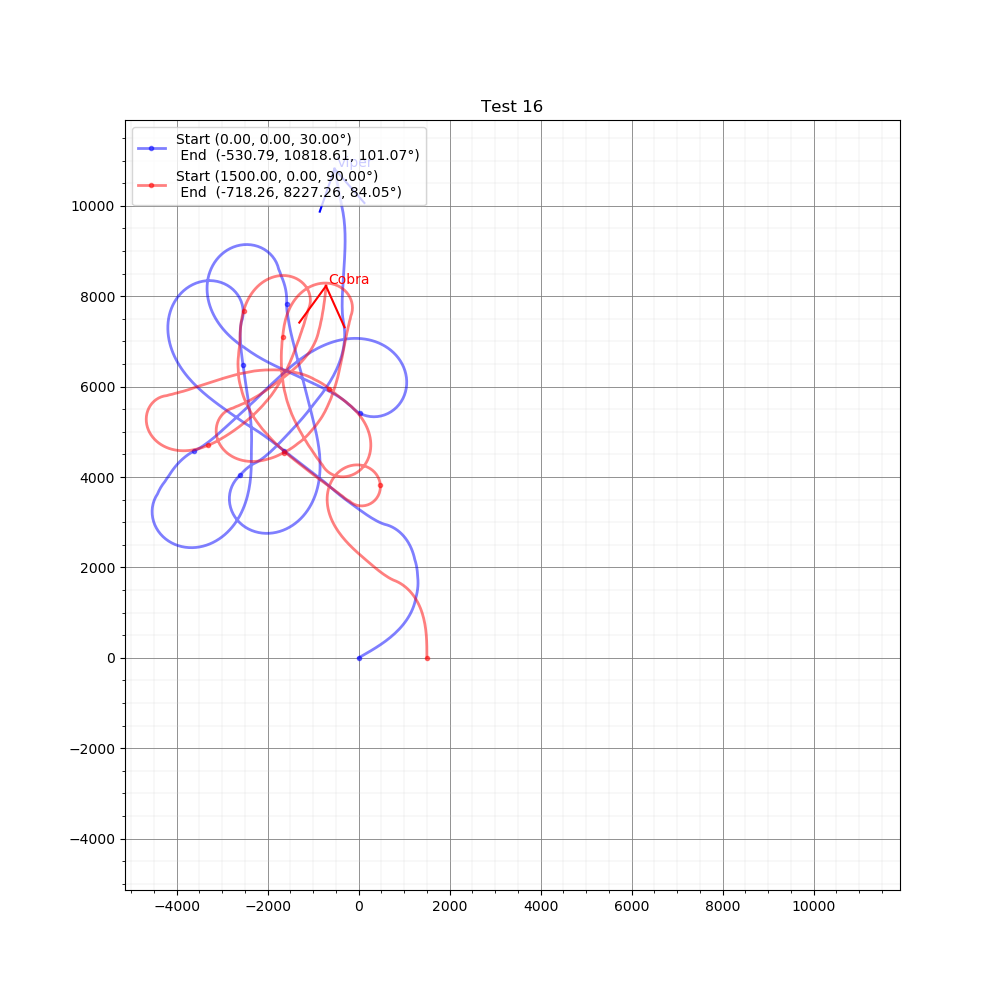 Test 16
Start (0.00, 0.00, 30.00°)
End  (-530.79, 10818.61, 101.07°)
Start (1500.00, 0.00, 90.00°)
End  (-718.26, 8227.26, 84.05°)
Viper
Cobra
10000
8000
6000
4000
2000
0
−2000
−4000
−4000 −2000 0 2000 4000 6000 8000 10000